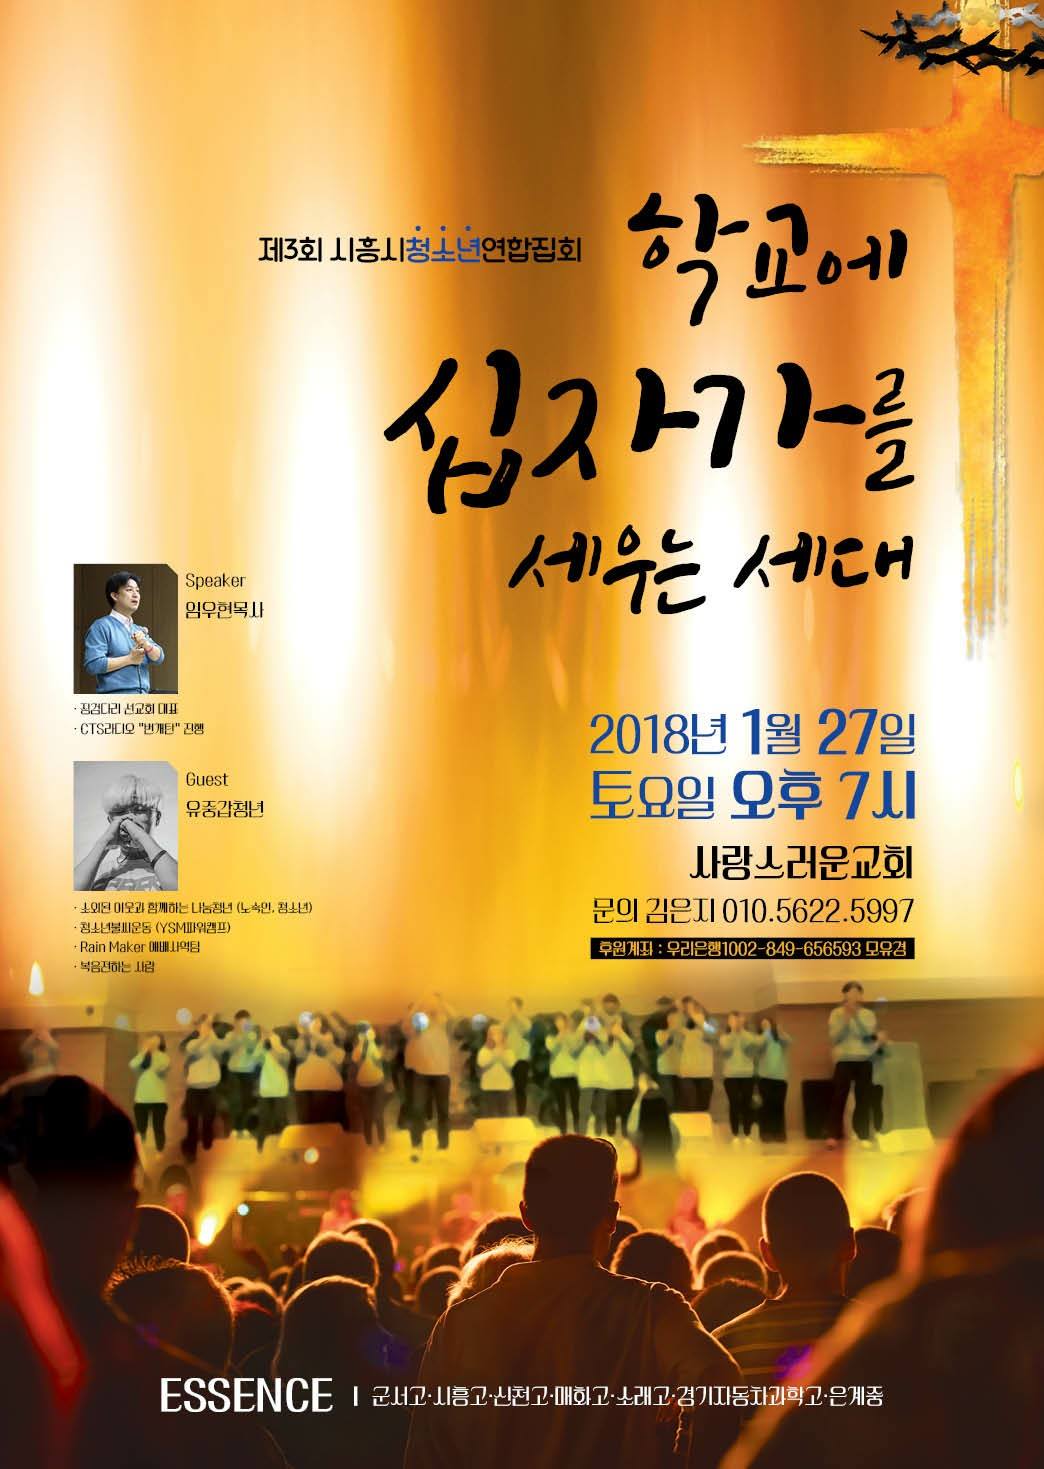 제3회 시흥시청소년연합집회
학교에
십자가를
세우는 세대
Speaker
임우현목사
· 징검다리 선교회 대표
· CTS라디오 "번개탄" 진행
Guest
유중갑청년
· 소외된 이웃과 함께하는 나눔청년 (노숙인, 청소년)
· 청소년불씨운동 (YSM파워캠프)
· Rain Maker 예배사역팀
· 복음전하는 사람
2018년 1월 27일
토요일 오후 7시
사랑스러운교회
문의 김은지 010.5622.5997
후원계좌 : 우리은행1002-849-656593 모유경
ESSENCE | 군서고·시흥고·신천고·매화고·소래고·경기자동차과학고·은계중